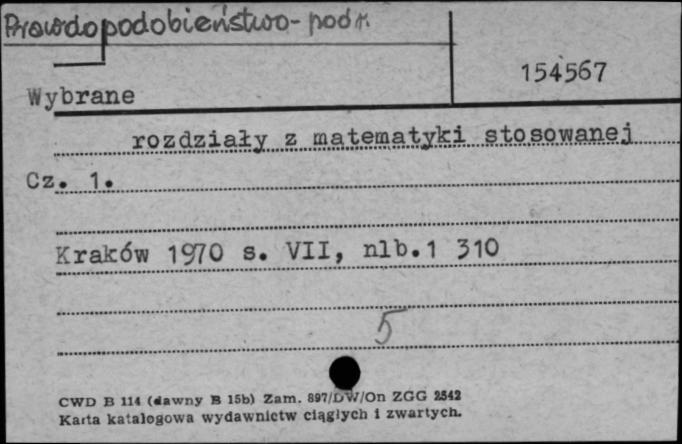 Prawdopodobieństwo - podr.
154567
Wybrane
rozdziały z matematyki stosowanej
Cz. 1.
Kraków 1970 s. VII, nlb.1 310
5
CWD B 114 (dawny B 15b) Zam. 897/DW/On ZGG 2542
Karta katalogowa wydawnictw ciągłych i zwartych.